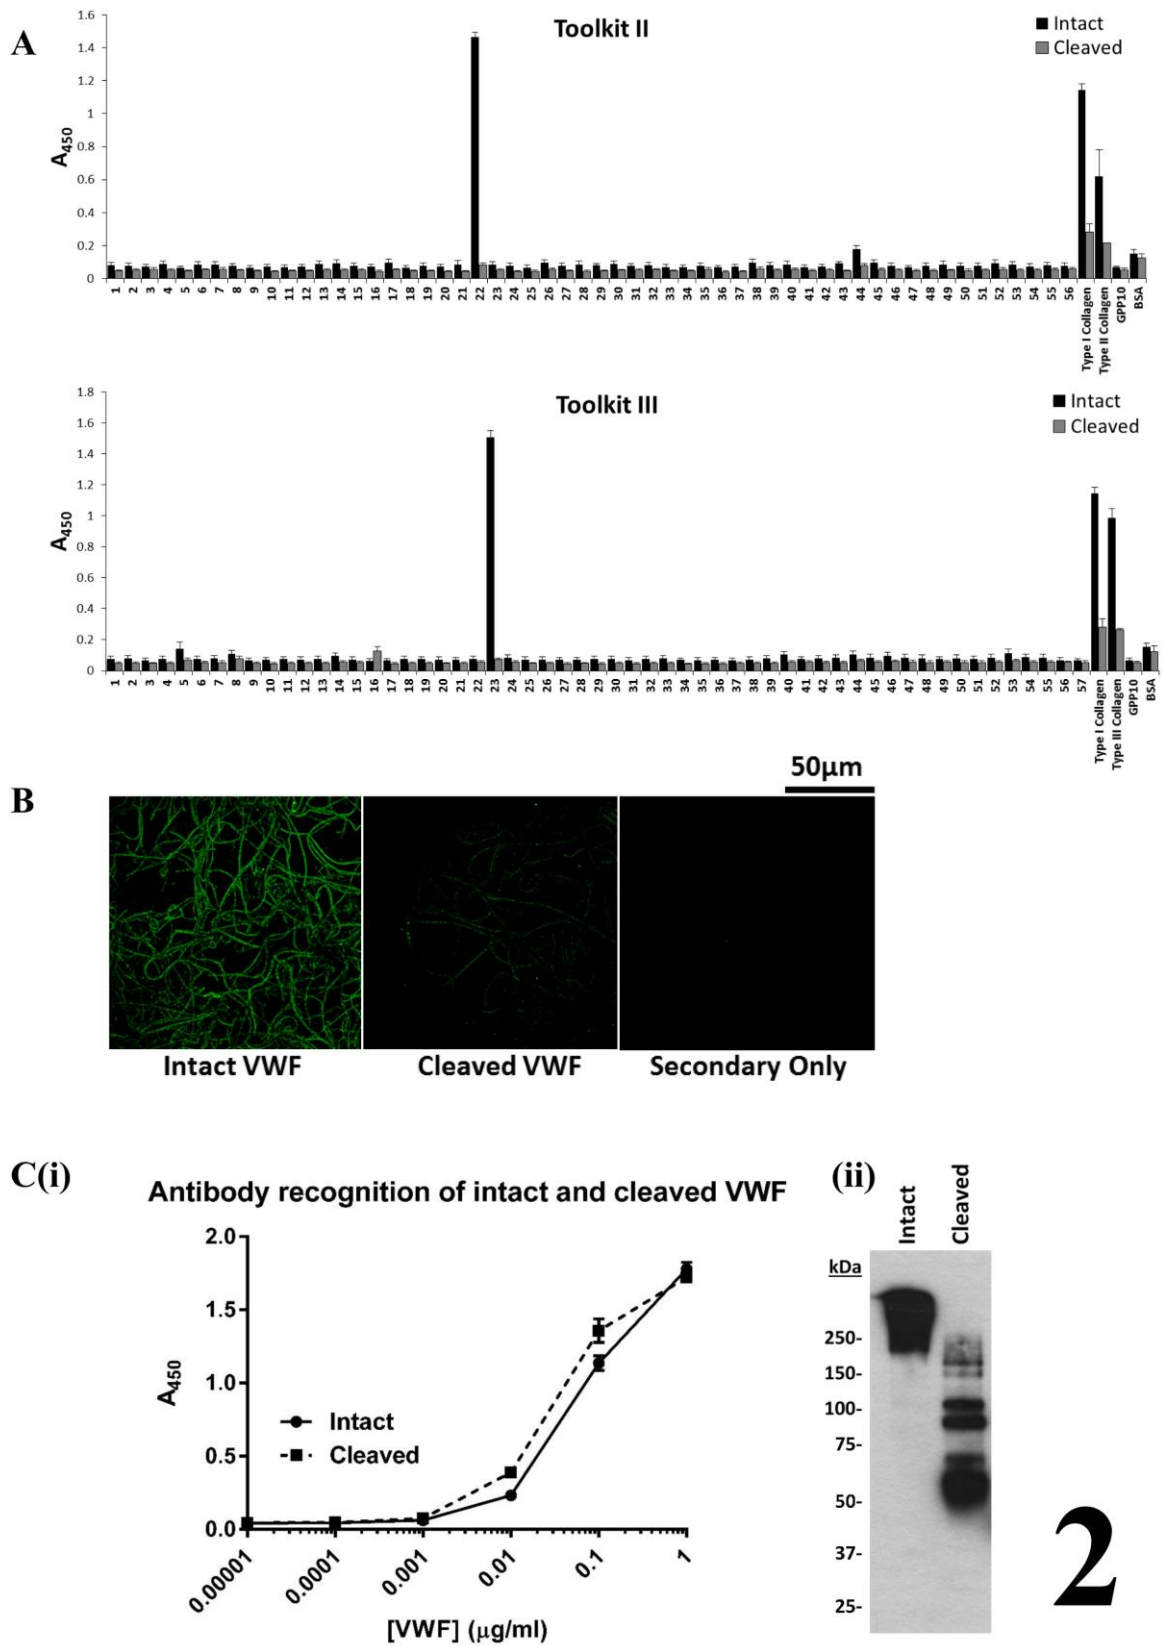 A
Toolkit II
Intact
Cleaved
A450
1.6
1.4
1.2
1
0.8
0.6
0.4
0.2
0
1 2 3 4 5 6 7 8 9 10 11 12 13 14 15 16 17 18 19 20 21 22 23 24 25 26 27 28 29 30 31 32 33 34 35 36 37 38 39 40 41 42 43 44 45 46 47 48 49 50 51 52 53 54 55 56 Type I Collagen Type II Collagen GPP10 BSA
Toolkit III
Intact
Cleaved
A450
1.8
1.6
1.4
1.2
1
0.8
0.6
0.4
0.2
0
1 2 3 4 5 6 7 8 9 10 11 12 13 14 15 16 17 18 19 20 21 22 23 24 25 26 27 28 29 30 31 32 33 34 35 36 37 38 39 40 41 42 43 44 45 46 47 48 49 50 51 52 53 54 55 56 57 Type I Collagen Type III Collagen GPP10 BSA
B
50μm
Intact VWF Cleaved VWF Secondary Only
C(i)
Antibody recognition of intact and cleaved VWF
A450
2.0
1.5
1.0
0.5
0.0
Intact
Cleaved
0.00001 0.0001 0.001 0.01 0.1 1
[VWF] (μg/ml)
(ii)
Intact Cleaved
kDa
250-
150-
100-
75-
50-
37-
25-
2